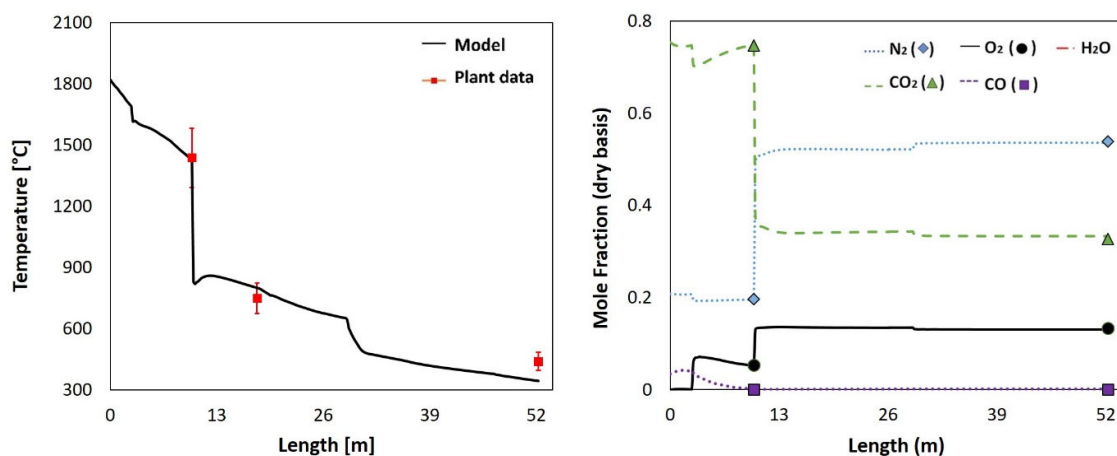 2100
1800
1500
1200
900
600
300
Temperature [°C]
Model
Plant data
0 13 26 39 52
Length [m]
0.8
0.6
0.4
0.2
0
Mole Fraction (dry basis)
N₂ (◆) O₂ (●) H₂O
CO₂ (▲) CO (■)
0 13 26 39 52
Length (m)